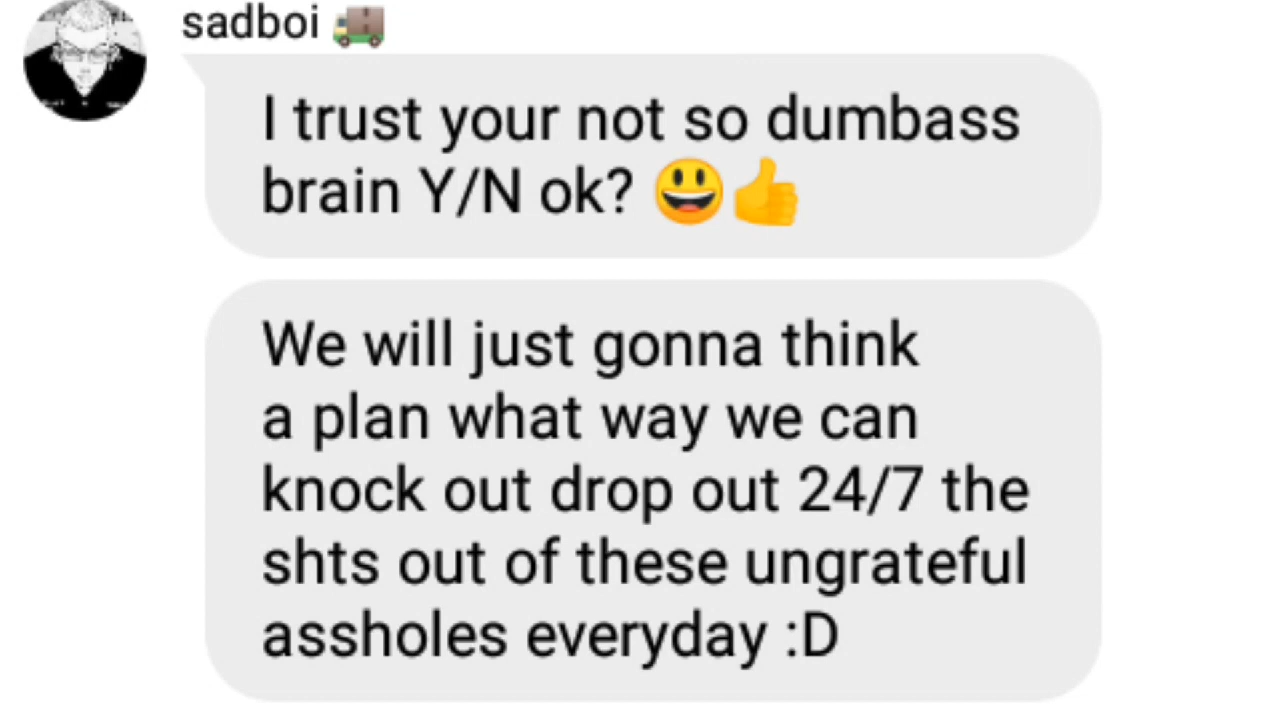 sadboi 🚚
I trust your not so dumbass
brain Y/N ok? 😃👍
We will just gonna think
a plan what way we can
knock out drop out 24/7 the
shts out of these ungrateful
assholes everyday :D